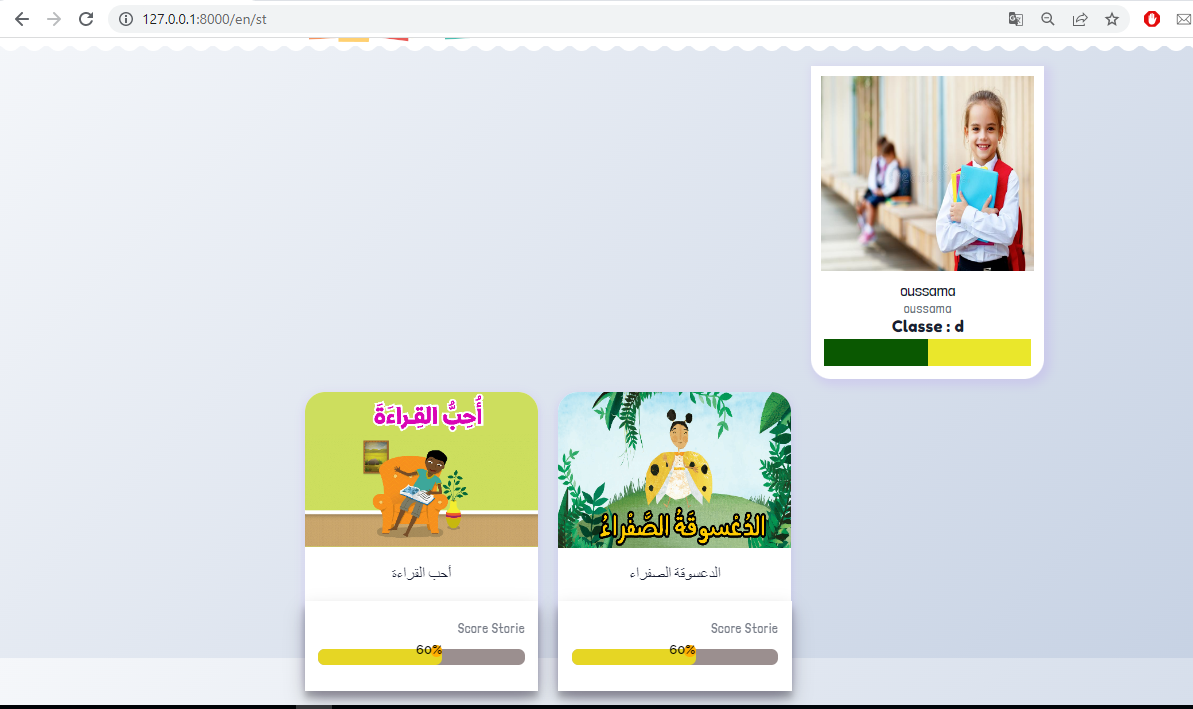 127.0.0.1:8000/en/st
oussama
oussama
Classe : d
أُحِبُّ القِراءَةَ
الدُعْسوقَةُ الصَّفْراءُ
أحب القراءة
الدعسوقة الصفراء
Score Storie
Score Storie
60%
60%